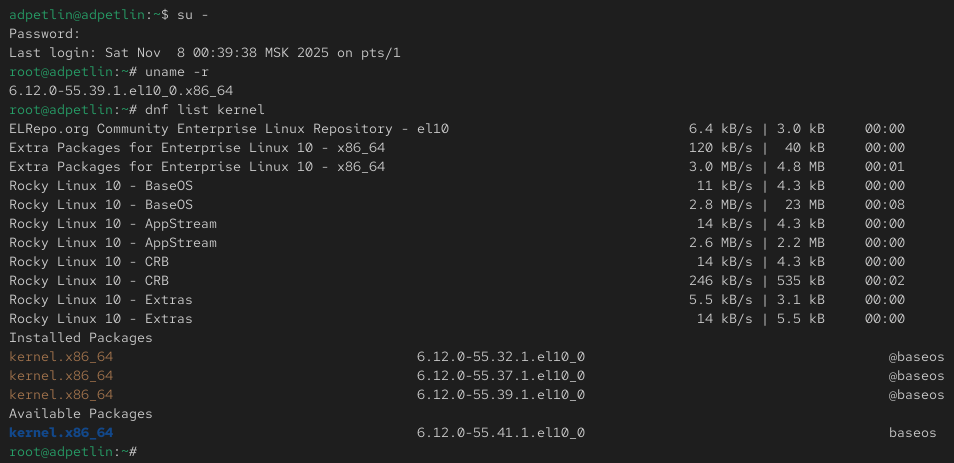 adpetlin@adpetlin:~$ su -
Password:
Last login: Sat Nov  8 00:39:38 MSK 2025 on pts/1
root@adpetlin:~# uname -r
6.12.0-55.39.1.el10_0.x86_64
root@adpetlin:~# dnf list kernel
ELRepo.org Community Enterprise Linux Repository - el10 6.4 kB/s | 3.0 kB 00:00
Extra Packages for Enterprise Linux 10 - x86_64 120 kB/s | 40 kB 00:00
Extra Packages for Enterprise Linux 10 - x86_64 3.0 MB/s | 4.8 MB 00:01
Rocky Linux 10 - BaseOS 11 kB/s | 4.3 kB 00:00
Rocky Linux 10 - BaseOS 2.8 MB/s | 23 MB 00:08
Rocky Linux 10 - AppStream 14 kB/s | 4.3 kB 00:00
Rocky Linux 10 - AppStream 2.6 MB/s | 2.2 MB 00:00
Rocky Linux 10 - CRB 14 kB/s | 4.3 kB 00:00
Rocky Linux 10 - CRB 246 kB/s | 535 kB 00:02
Rocky Linux 10 - Extras 5.5 kB/s | 3.1 kB 00:00
Rocky Linux 10 - Extras 14 kB/s | 5.5 kB 00:00
Installed Packages
kernel.x86_64 6.12.0-55.32.1.el10_0 @baseos
kernel.x86_64 6.12.0-55.37.1.el10_0 @baseos
kernel.x86_64 6.12.0-55.39.1.el10_0 @baseos
Available Packages
kernel.x86_64 6.12.0-55.41.1.el10_0 baseos
root@adpetlin:~#